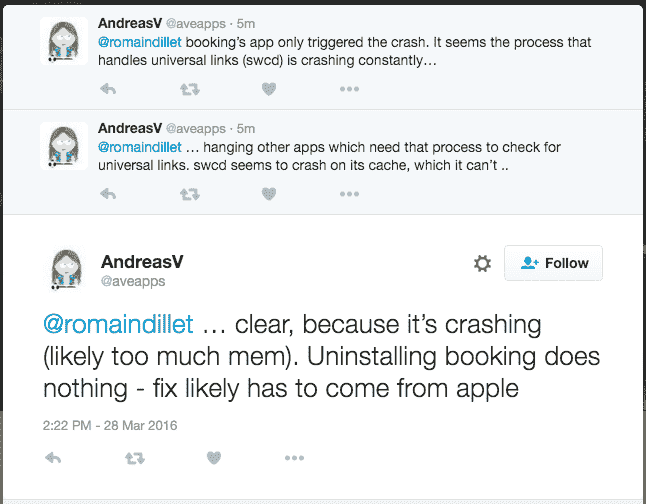 AndreasV @aveapps · 5m
@romaindillet booking's app only triggered the crash. It seems the process that
handles universal links (swcd) is crashing constantly…
AndreasV @aveapps · 5m
@romaindillet … hanging other apps which need that process to check for
universal links. swcd seems to crash on its cache, which it can't ..
AndreasV
@aveapps
Follow
@romaindillet … clear, because it's crashing
(likely too much mem). Uninstalling booking does
nothing - fix likely has to come from apple
2:22 PM - 28 Mar 2016